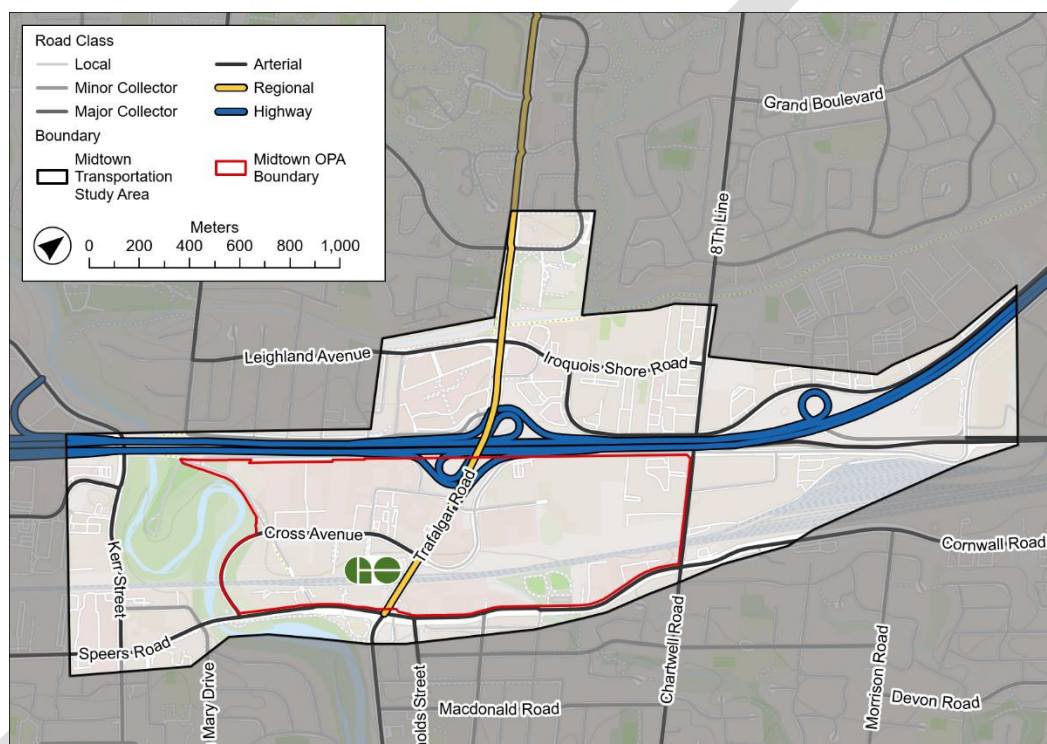 Road Class
Local
Arterial
Minor Collector
Regional
Major Collector
Highway
Boundary
Midtown
Transportation
Study Area
Midtown OPA
Boundary
Meters
0 200 400 600 800 1,000
Grand Boulevard
8Th Line
Leighland Avenue
Iroquois Shore Road
Trafalgar Road
Cross Avenue
GO
Kerr Street
Cornwall Road
Speers Road
Mary Drive
olds Street
Chartwell Road
Macdonald Road
Morrison Road
Devon Road